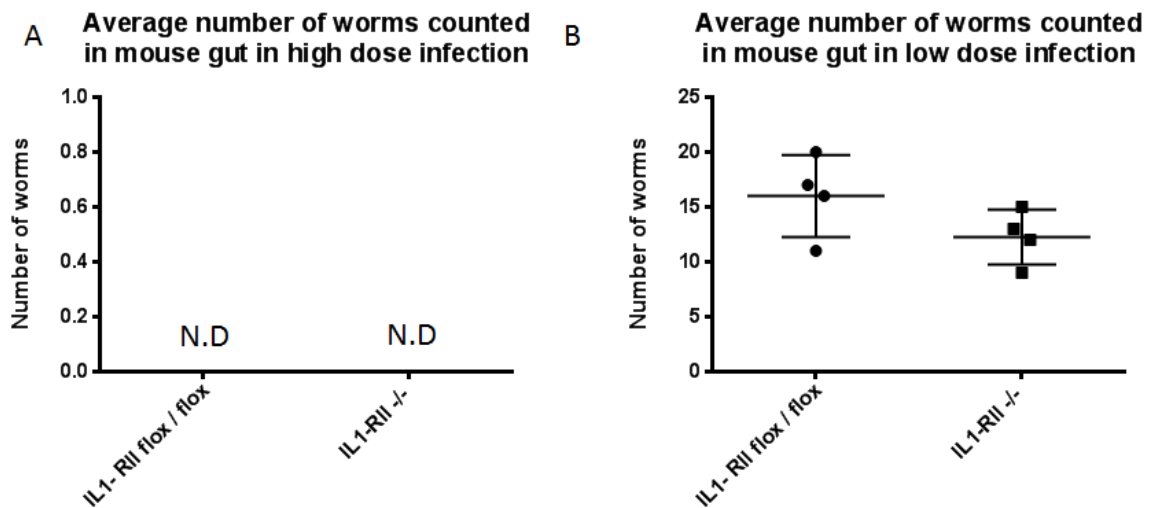 A
Average number of worms counted
in mouse gut in high dose infection
Number of worms
1.0
0.8
0.6
0.4
0.2
0.0
N.D
N.D
IL1- RII flox / flox
IL1-RII -/-
B
Average number of worms counted
in mouse gut in low dose infection
Number of worms
25
20
15
10
5
0
IL1- RII flox / flox
IL1-RII -/-